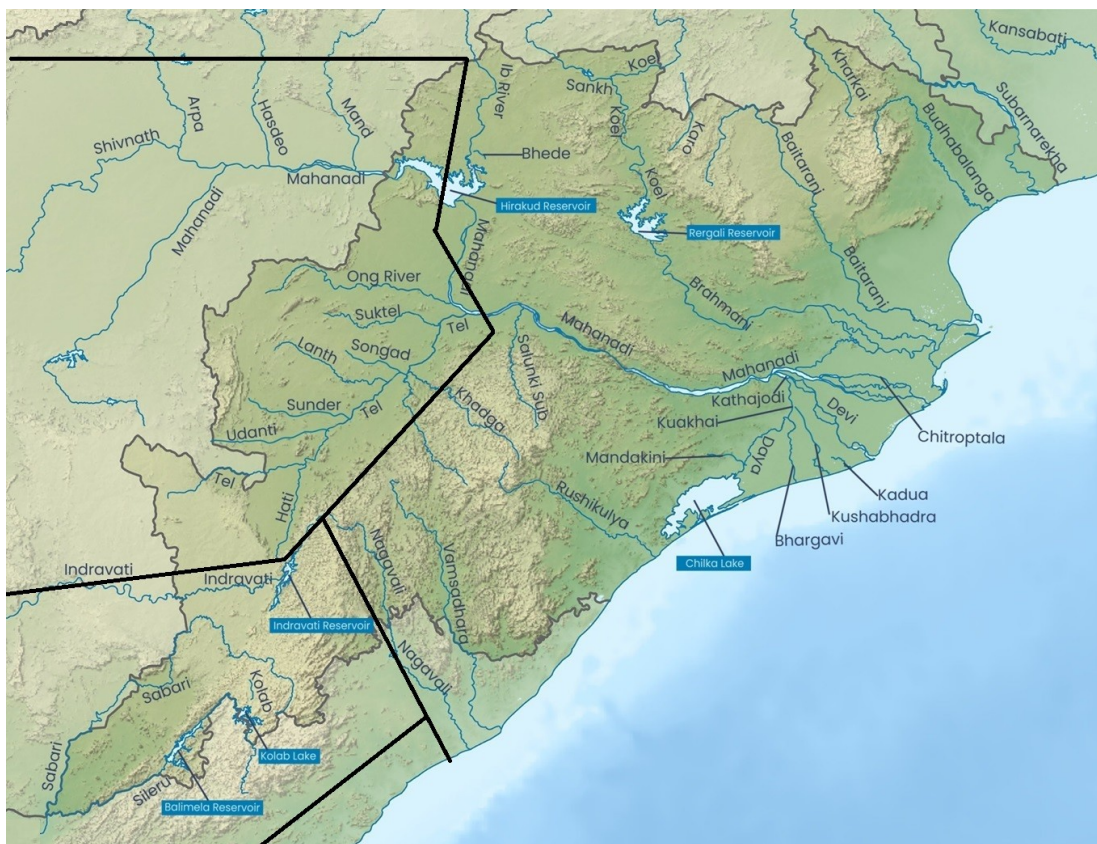 Kansabati
Koel
Sankh
Ib River
Kharkai
Subarnarekha
Budhabalanga
Arpa
Hasdeo
Mand
Koel
Karo
Baitarani
Shivnath
Bhede
Mahanadi
Koel
Mahanadi
Hirakud Reservoir
Rergali Reservoir
Mahanadi
Ong River
Baitarani
Brahmani
Suktel
Tel
Mahanadi
Lanth
Songad
Salunki Sub
Mahanadi
Kathajodi
Khadga
Sunder
Tel
Devi
Kuakhai
Udanti
Chitroptala
Mandakini
Daya
Tel
Hati
Rushikulya
Kadua
Kushabhadra
Bhargavi
Nagavali
Vamsadhara
Chilka Lake
Indravati
Indravati
Indravati Reservoir
Nagavali
Sabari
Kolab
Sabari
Kolab Lake
Sileru
Balimela Reservoir